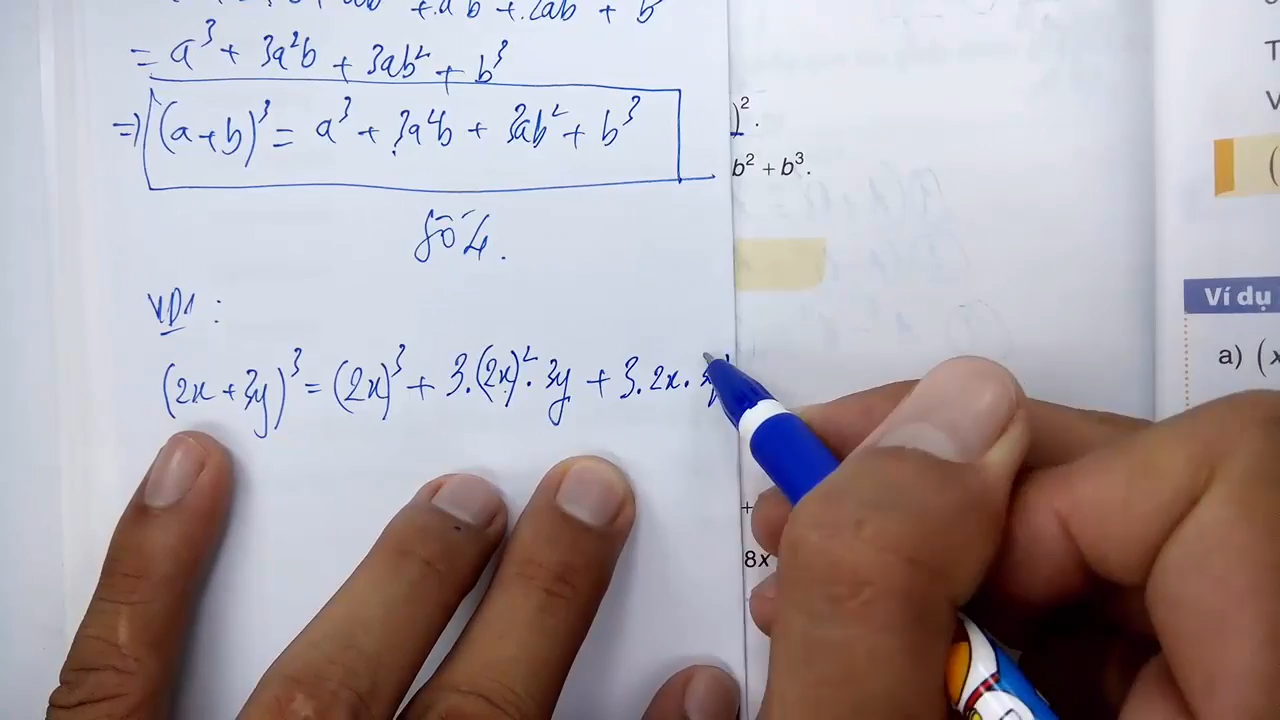 + 2ab + b
= a³ + 3a²b + 3ab² + b³
=> (a+b)³ = a³ + 3a²b + 3ab² + b³
Số 4.
VD1 :
(2x + 3y)³ = (2x)³ + 3.(2x)². 3y + 3. 2x.
)².
b² + b³.
+
8x
(
Ví dụ
a) (x